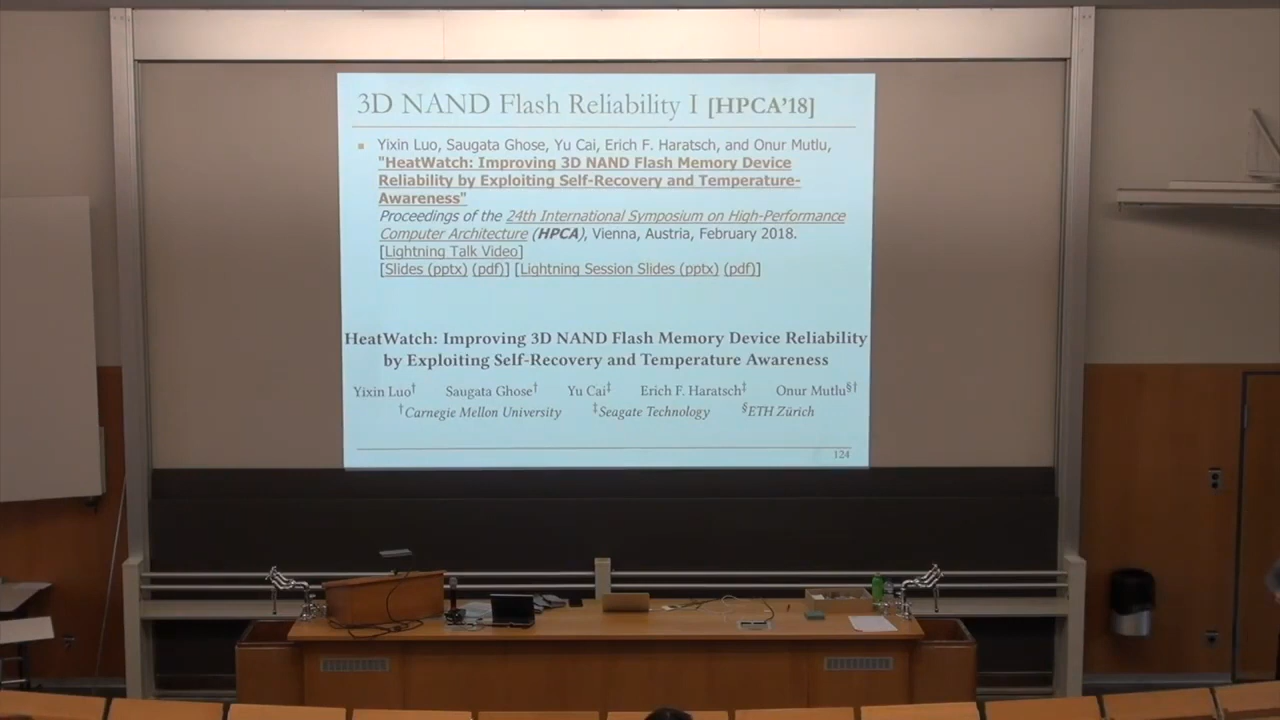 3D NAND Flash Reliability I [HPCA’18]
Yixin Luo, Saugata Ghose, Yu Cai, Erich F. Haratsch, and Onur Mutlu,
"HeatWatch: Improving 3D NAND Flash Memory Device
Reliability by Exploiting Self-Recovery and Temperature-
Awareness"
Proceedings of the 24th International Symposium on High-Performance
Computer Architecture (HPCA), Vienna, Austria, February 2018.
[Lightning Talk Video]
[Slides (pptx) (pdf)] [Lightning Session Slides (pptx) (pdf)]
HeatWatch: Improving 3D NAND Flash Memory Device Reliability
by Exploiting Self-Recovery and Temperature Awareness
Yixin Luo† Saugata Ghose† Yu Cai‡ Erich F. Haratsch‡ Onur Mutlu§†
†Carnegie Mellon University ‡Seagate Technology §ETH Zürich
124